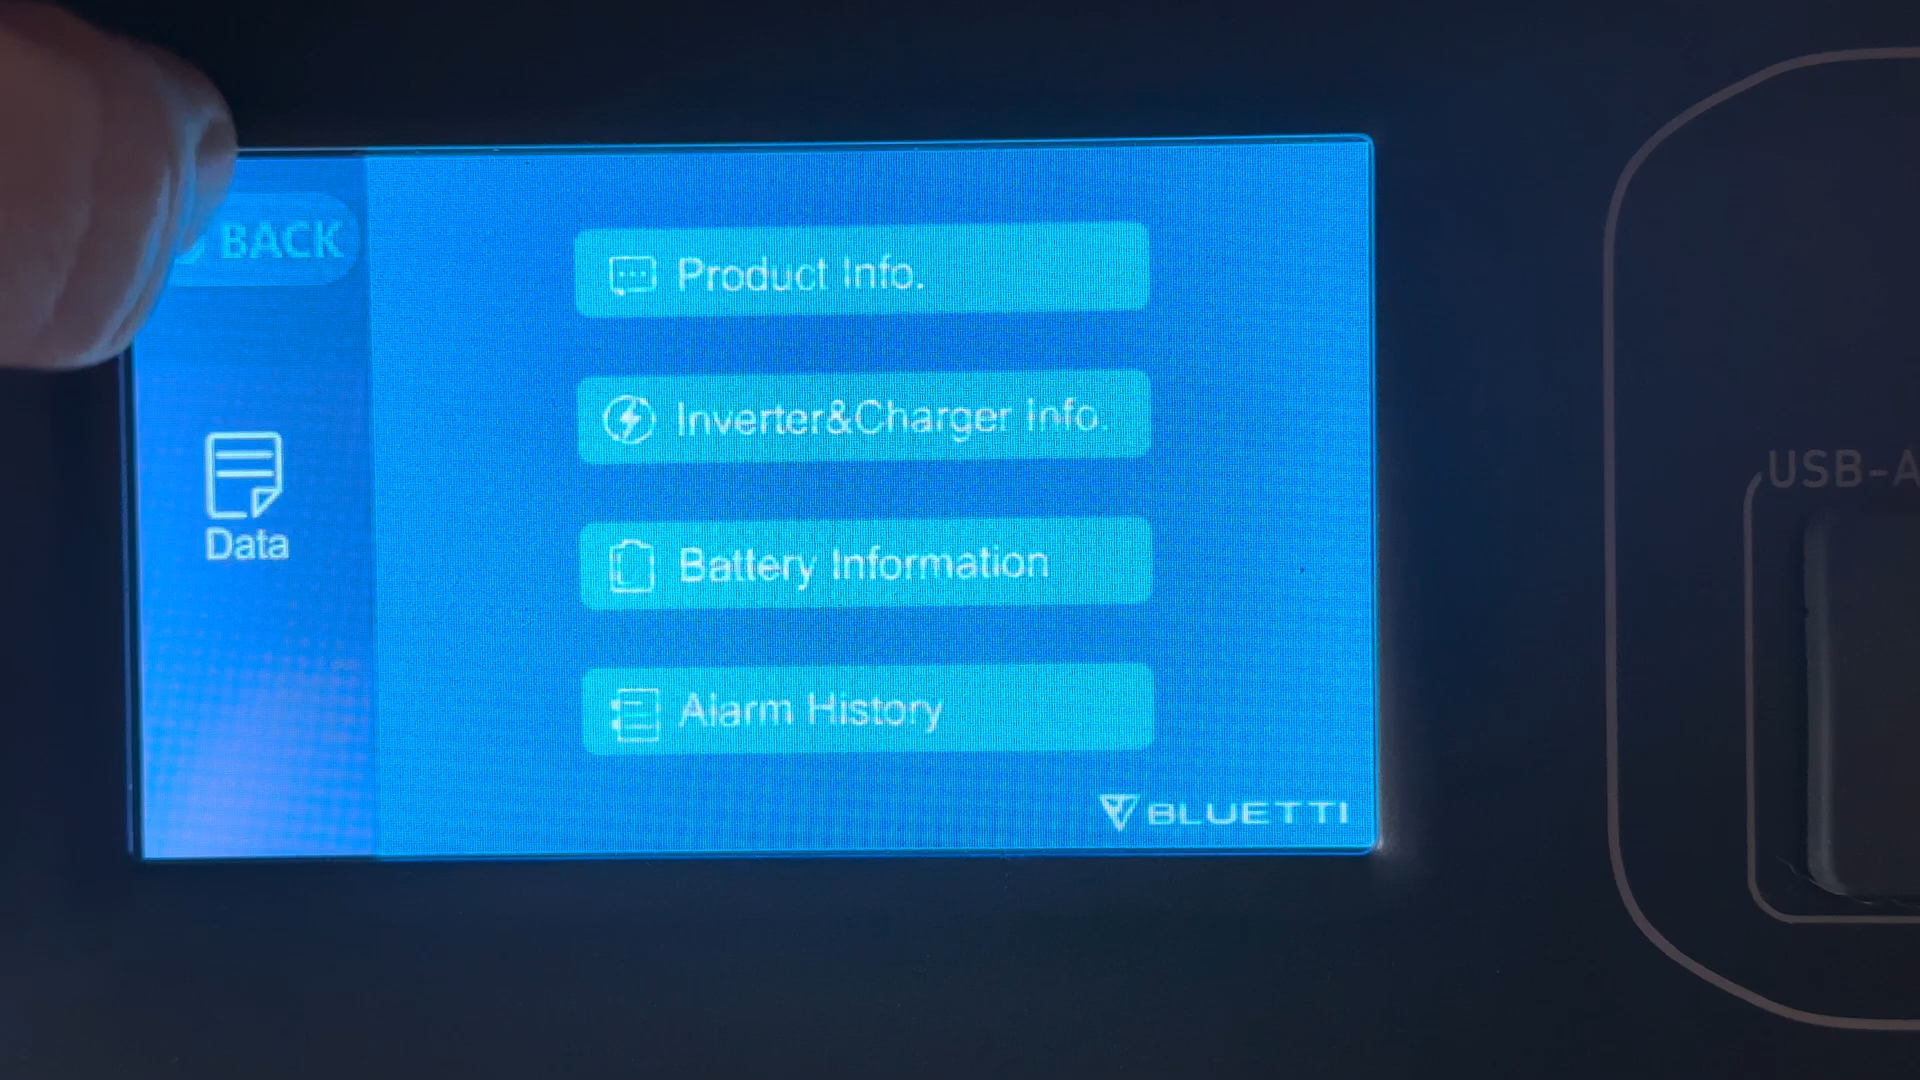 BACK
Data
Product Info.
Inverter&Charger Info.
Battery Information
Alarm History
BLUETTI
USB-A